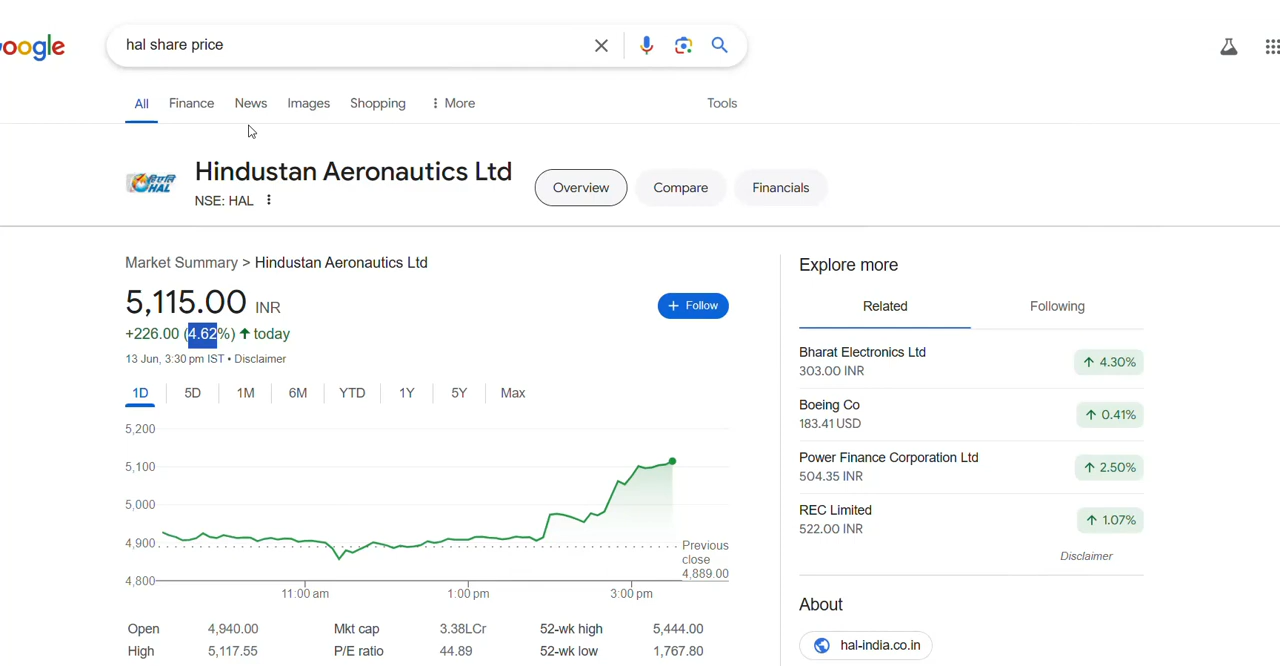 oogle
hal share price
All Finance News Images Shopping More Tools
HAL
Hindustan Aeronautics Ltd
NSE: HAL
Overview Compare Financials
Market Summary > Hindustan Aeronautics Ltd
5,115.00 INR
+ Follow
+226.00 (4.62%) ↑ today
13 Jun, 3:30 pm IST • Disclaimer
1D 5D 1M 6M YTD 1Y 5Y Max
5,200
5,100
5,000
4,900
4,800
Previous
close
4,889.00
11:00 am 1:00 pm 3:00 pm
Open 4,940.00 Mkt cap 3.38LCr 52-wk high 5,444.00
High 5,117.55 P/E ratio 44.89 52-wk low 1,767.80
Explore more
Related Following
Bharat Electronics Ltd
303.00 INR ↑ 4.30%
Boeing Co
183.41 USD ↑ 0.41%
Power Finance Corporation Ltd
504.35 INR ↑ 2.50%
REC Limited
522.00 INR ↑ 1.07%
Disclaimer
About
hal-india.co.in